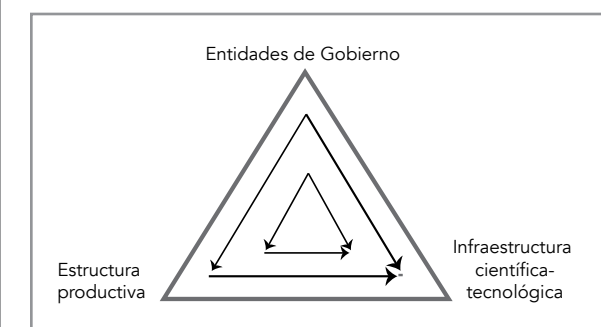 Entidades de Gobierno
Estructura
productiva
Infraestructura
científica-
tecnológica